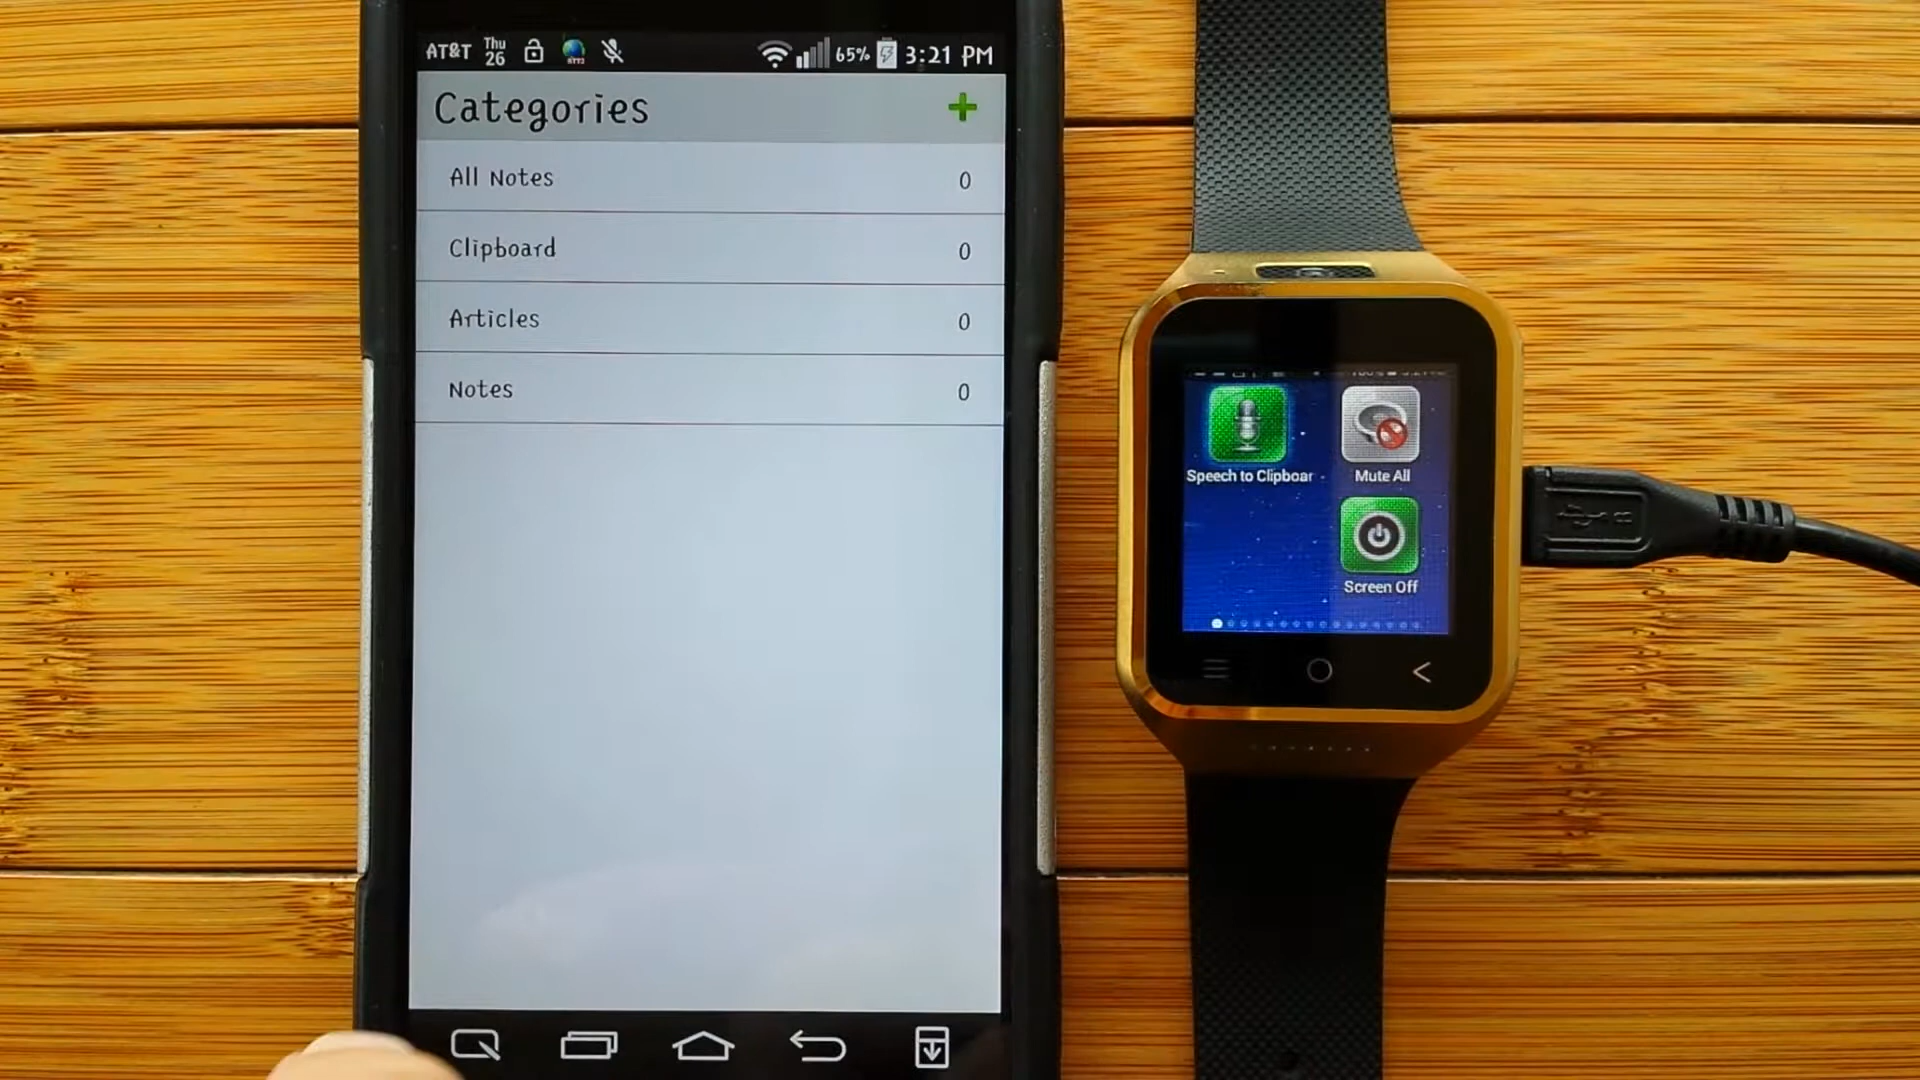 AT&T Thu 26 65% 3:21 PM
Categories
All Notes 0
Clipboard 0
Articles 0
Notes 0
Speech to Clipboar
Mute All
Screen Off